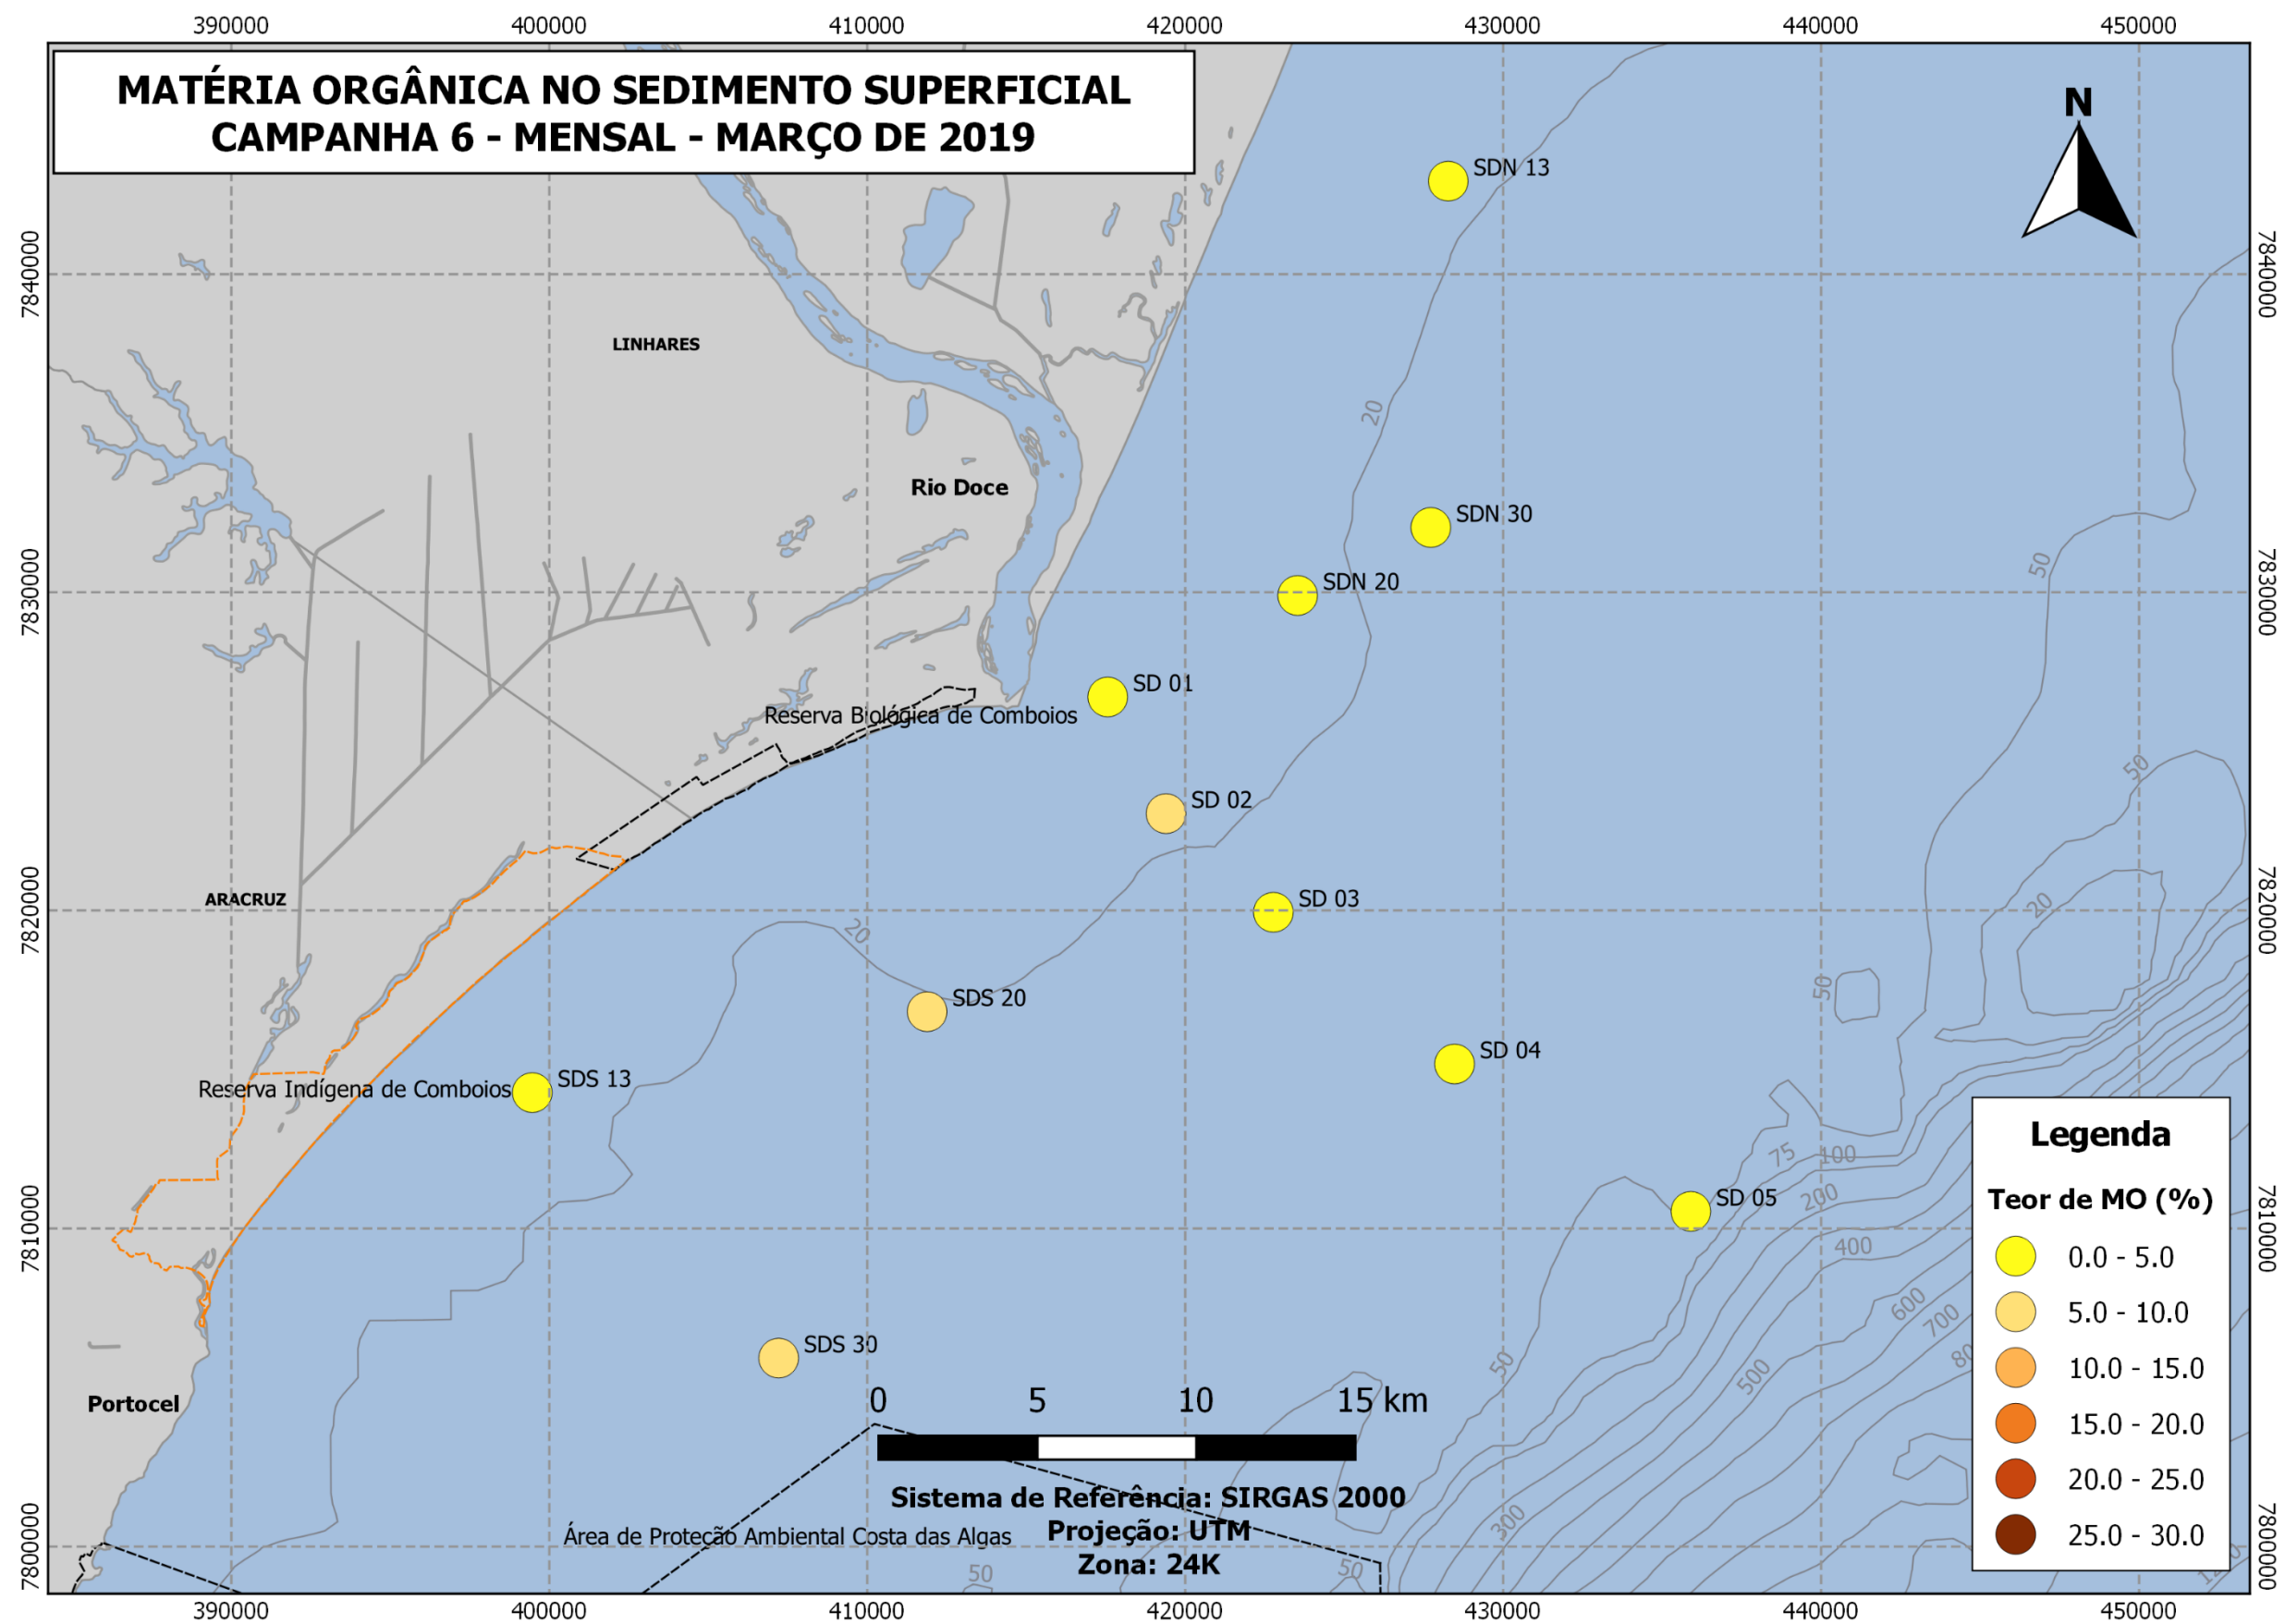 390000 400000 410000 420000 430000 440000 450000
MATÉRIA ORGÂNICA NO SEDIMENTO SUPERFICIAL
CAMPANHA 6 - MENSAL - MARÇO DE 2019
N
SDN 13
7840000
7840000
LINHARES
20
Rio Doce
SDN 30
50
SDN 20
7830000
7830000
SD 01
Reserva Biológica de Comboios
50
SD 02
ARACRUZ
SD 03
20
20
7820000
7820000
50
SDS 20
SD 04
SDS 13
Reserva Indígena de Comboios
75
100
200
SD 05
400
7810000
7810000
600
700
SDS 30
50
500
Portocel
0 5 10 15 km
Sistema de Referência: SIRGAS 2000
Projeção: UTM
Zona: 24K
300
Área de Proteção Ambiental Costa das Algas
50
50
7800000
7800000
Legenda
Teor de MO (%)
0.0 - 5.0
5.0 - 10.0
10.0 - 15.0
15.0 - 20.0
20.0 - 25.0
25.0 - 30.0
390000 400000 410000 420000 430000 440000 450000